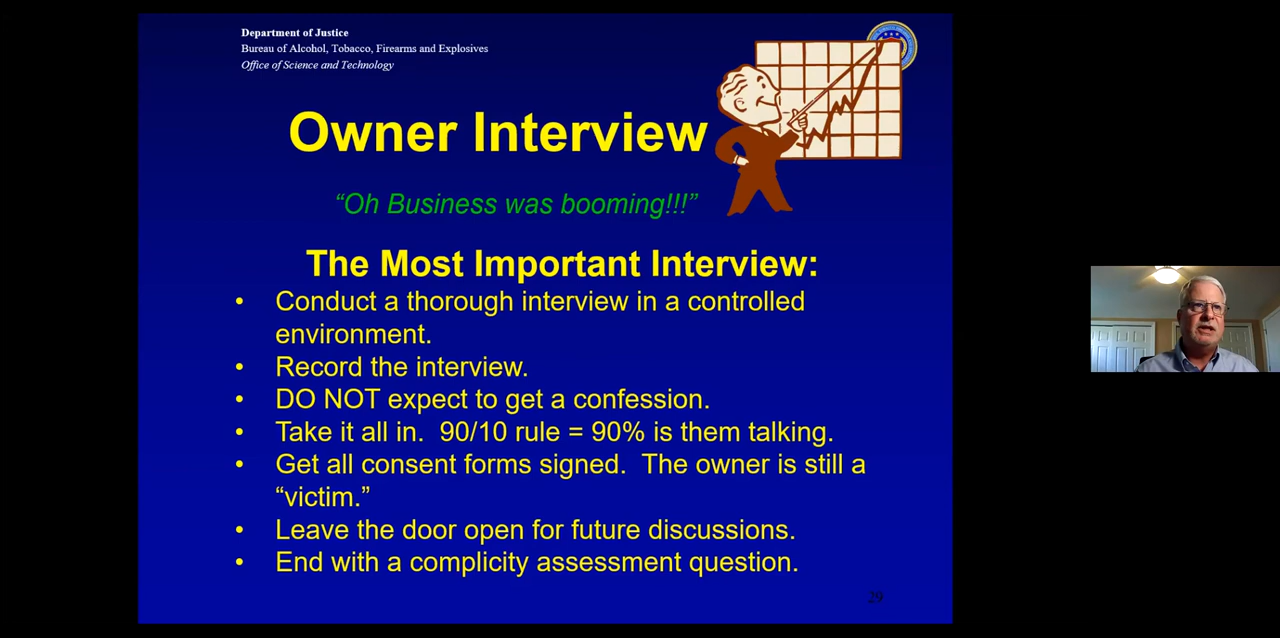 Department of Justice
Bureau of Alcohol, Tobacco, Firearms and Explosives
Office of Science and Technology
Owner Interview
“Oh Business was booming!!!”
The Most Important Interview:
• Conduct a thorough interview in a controlled
environment.
• Record the interview.
• DO NOT expect to get a confession.
• Take it all in.  90/10 rule = 90% is them talking.
• Get all consent forms signed.  The owner is still a
“victim.”
• Leave the door open for future discussions.
• End with a complicity assessment question.
29